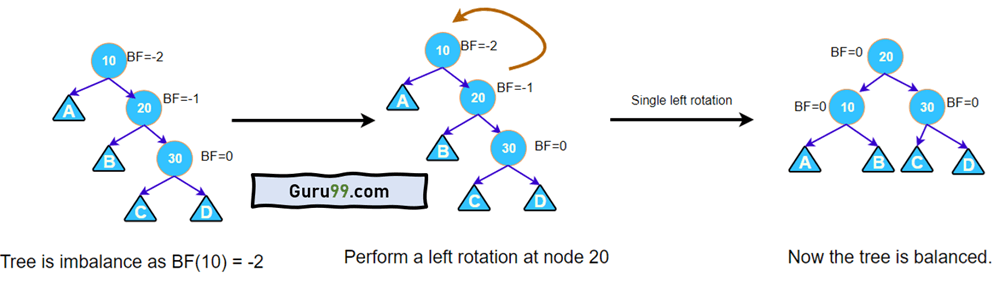 10
BF=-2
A
20
BF=-1
B
30
BF=0
C
D
Tree is imbalance as BF(10) = -2
10
BF=-2
A
20
BF=-1
B
30
BF=0
C
D
Guru99.com
Perform a left rotation at node 20
Single left rotation
BF=0
20
BF=0
10
30
BF=0
A
B
C
D
Now the tree is balanced.